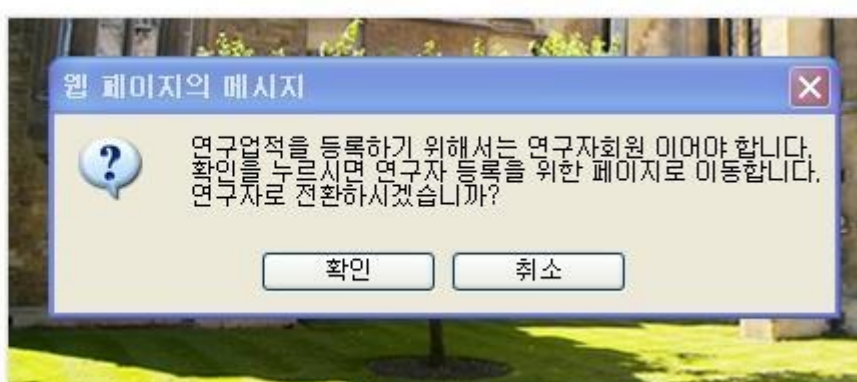 웹 페이지의 메시지
연구업적을 등록하기 위해서는 연구자회원 이어야 합니다.
확인을 누르시면 연구자 등록을 위한 페이지로 이동합니다.
연구자로 전환하시겠습니까?
확인
취소